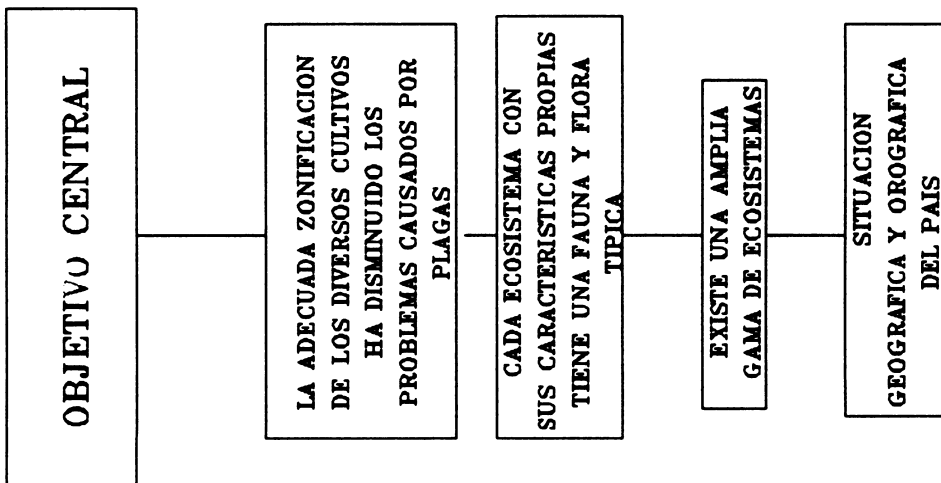 OBJETIVO CENTRAL
LA ADECUADA ZONIFICACION
DE LOS DIVERSOS CULTIVOS
HA DISMINUIDO LOS
PROBLEMAS CAUSADOS POR
PLAGAS
CADA ECOSISTEMA CON
SUS CARACTERISTICAS PROPIAS
TIENE UNA FAUNA Y FLORA
TIPICA
EXISTE UNA AMPLIA
GAMA DE ECOSISTEMAS
SITUACION
GEOGRAFICA Y OROGRAFICA
DEL PAIS